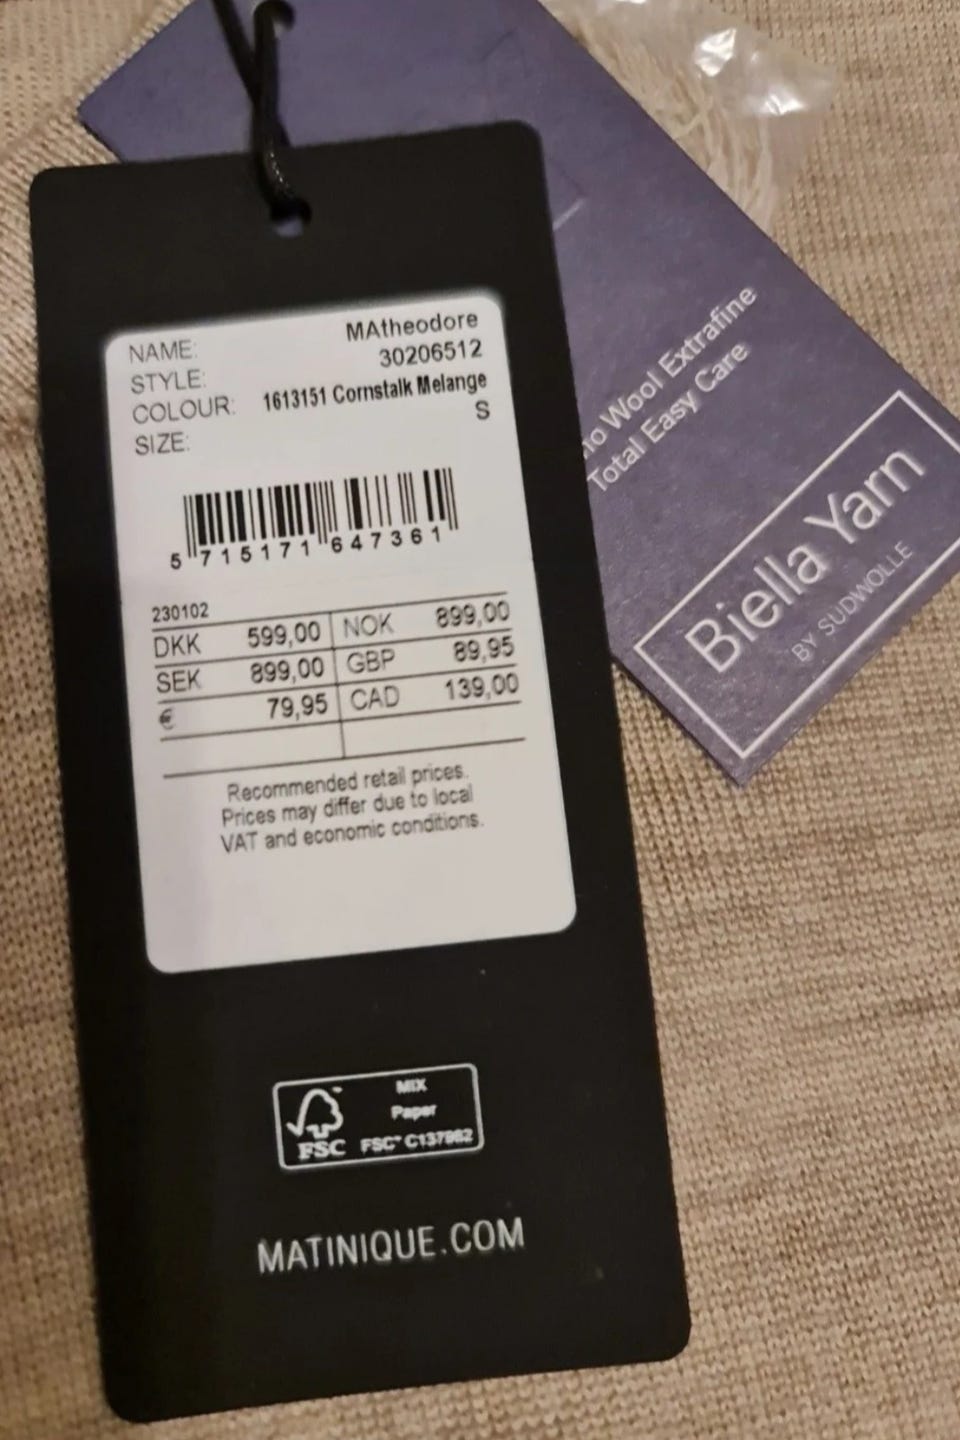 NAME: MAtheodore
STYLE: 30206512
COLOUR: 1613151 Cornstalk Melange
SIZE: S
5 715171 647361
230102
DKK 599,00 NOK 899,00
SEK 899,00 GBP 89,95
€ 79,95 CAD 139,00
Recommended retail prices.
Prices may differ due to local
VAT and economic conditions.
FSC
MIX
Paper
FSC™ C137982
MATINIQUE.COM
Wool Extrafine
Total Easy Care
Biella Yarn
BY SUDWOLLE